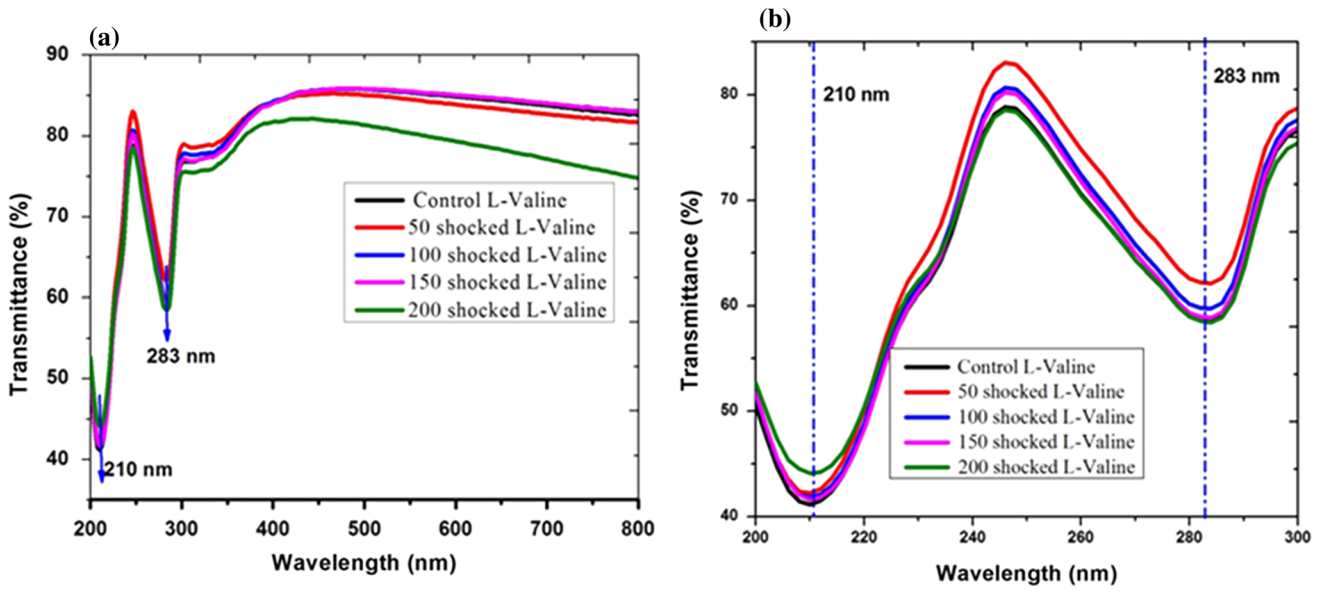 (a)
90
80
70
60
50
40
Transmittance (%)
200 300 400 500 600 700 800
Wavelength (nm)
283 nm
210 nm
Control L-Valine
50 shocked L-Valine
100 shocked L-Valine
150 shocked L-Valine
200 shocked L-Valine
(b)
80
70
60
50
40
Transmittance (%)
200 220 240 260 280 300
Wavelength (nm)
210 nm
283 nm
Control L-Valine
50 shocked L-Valine
100 shocked L-Valine
150 shocked L-Valine
200 shocked L-Valine